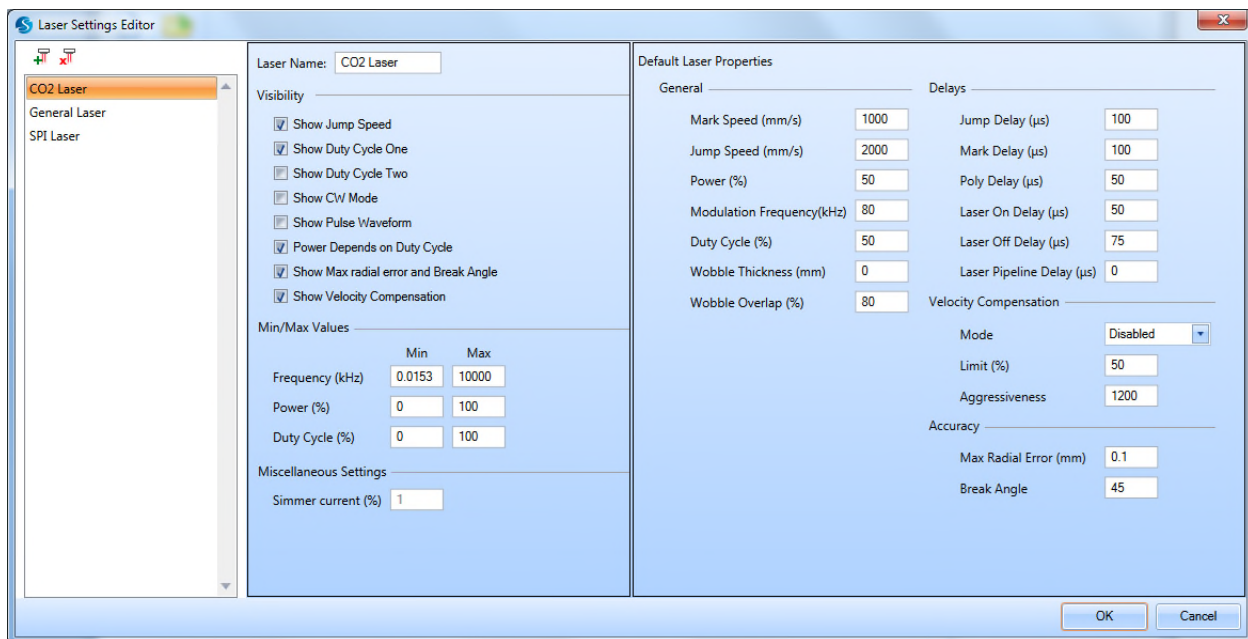 Laser Settings Editor
x
CO2 Laser
General Laser
SPI Laser
Laser Name: CO2 Laser
Visibility
Show Jump Speed
Show Duty Cycle One
Show Duty Cycle Two
Show CW Mode
Show Pulse Waveform
Power Depends on Duty Cycle
Show Max radial error and Break Angle
Show Velocity Compensation
Min/Max Values
Min Max
Frequency (kHz) 0.0153 10000
Power (%) 0 100
Duty Cycle (%) 0 100
Miscellaneous Settings
Simmer current (%) 1
Default Laser Properties
General
Mark Speed (mm/s) 1000
Jump Speed (mm/s) 2000
Power (%) 50
Modulation Frequency(kHz) 80
Duty Cycle (%) 50
Wobble Thickness (mm) 0
Wobble Overlap (%) 80
Delays
Jump Delay (µs) 100
Mark Delay (µs) 100
Poly Delay (µs) 50
Laser On Delay (µs) 50
Laser Off Delay (µs) 75
Laser Pipeline Delay (µs) 0
Velocity Compensation
Mode Disabled
Limit (%) 50
Aggressiveness 1200
Accuracy
Max Radial Error (mm) 0.1
Break Angle 45
OK Cancel